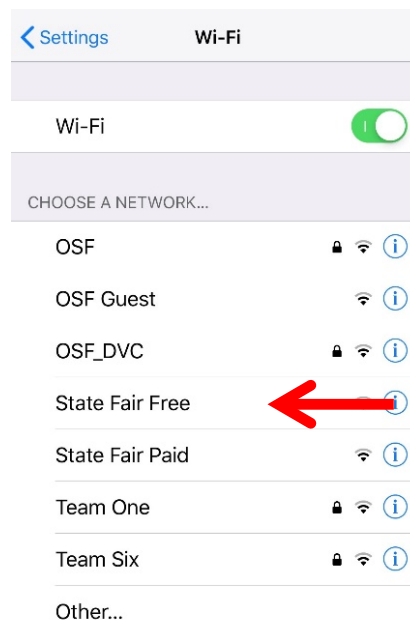 Settings Wi-Fi
Wi-Fi
CHOOSE A NETWORK...
OSF
OSF Guest
OSF_DVC
State Fair Free
State Fair Paid
Team One
Team Six
Other...